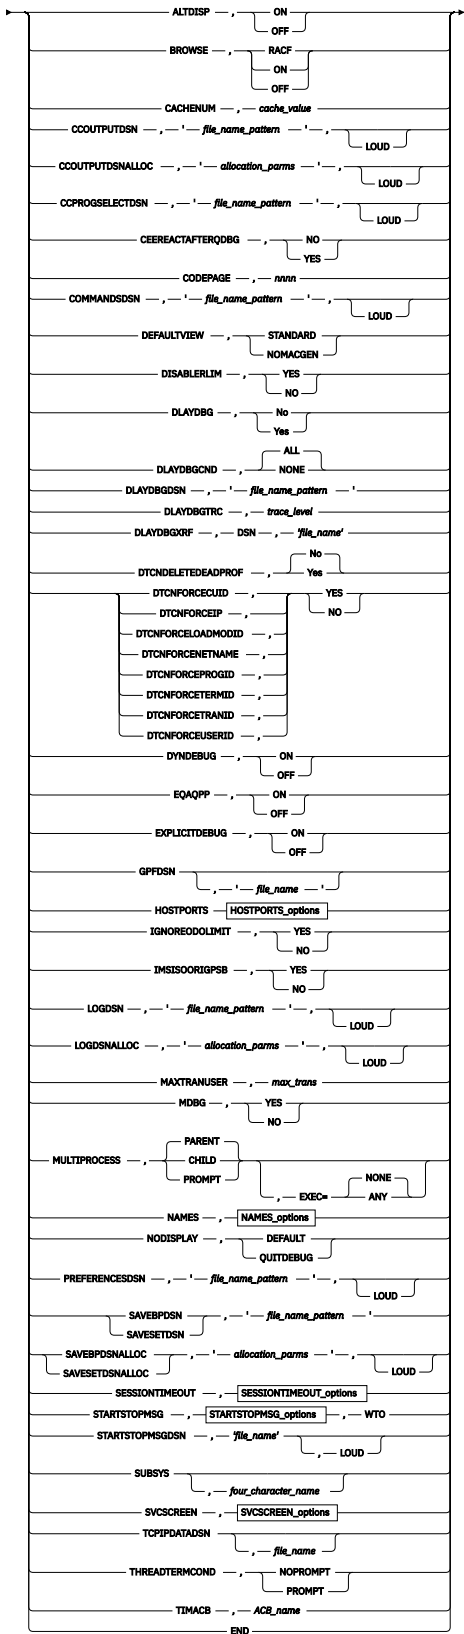 ALTDISP , ON
OFF
BROWSE , RACF
ON
OFF
CACHENUM , cache_value
CCOUTPUTDSN , ' file_name_pattern ' ,
LOUD
CCOUTPUTDSNALLOC , ' allocation_parms ' ,
LOUD
CCPROGSELECTDSN , ' file_name_pattern ' ,
LOUD
CEEREACTAFTERQDBG , NO
YES
CODEPAGE , nnnn
COMMANDSDSN , ' file_name_pattern ' ,
LOUD
DEFAULTVIEW , STANDARD
NOMACGEN
DISABLERLIM , YES
NO
DLAYDBG , No
Yes
ALL
DLAYDBGCND , NONE
DLAYDBGDSN , ' file_name_pattern '
DLAYDBGTRC , trace_level
DLAYDBGXRF , DSN , 'file_name'
No
DTCNDELETEDEADPROF , Yes
DTCNFORCECUID , YES
DTCNFORCEIP , NO
DTCNFORCELOADMODID ,
DTCNFORCENETNAME ,
DTCNFORCEPROGID ,
DTCNFORCETERMID ,
DTCNFORCETRANID ,
DTCNFORCEUSERID ,
DYNDEBUG , ON
OFF
EQAQPP , ON
OFF
EXPLICITDEBUG , ON
OFF
GPFDSN
, ' file_name '
HOSTPORTS HOSTPORTS_options
IGNOREODOLIMIT , YES
NO
IMSISOORIGPSB , YES
NO
LOGDSN , ' file_name_pattern ' ,
LOUD
LOGDSNALLOC , ' allocation_parms ' ,
LOUD
MAXTRANUSER , max_trans
MDBG , YES
NO
PARENT
MULTIPROCESS , CHILD
PROMPT NONE
, EXEC= ANY
NAMES , NAMES_options
NODISPLAY , DEFAULT
QUITDEBUG
PREFERENCESDSN , ' file_name_pattern ' ,
LOUD
SAVEBPDSN , ' file_name_pattern '
SAVESETDSN
SAVEBPDSNALLOC , ' allocation_parms ' ,
SAVESETDSNALLOC LOUD
SESSIONTIMEOUT , SESSIONTIMEOUT_options
STARTSTOPMSG , STARTSTOPMSG_options , WTO
STARTSTOPMSGDSN , 'file_name'
, LOUD
SUBSYS
, four_character_name
SVCSCREEN , SVCSCREEN_options
TCPIPDATADSN
, file_name
THREADTERMCOND , NOPROMPT
PROMPT
TIMACB , ACB_name
END